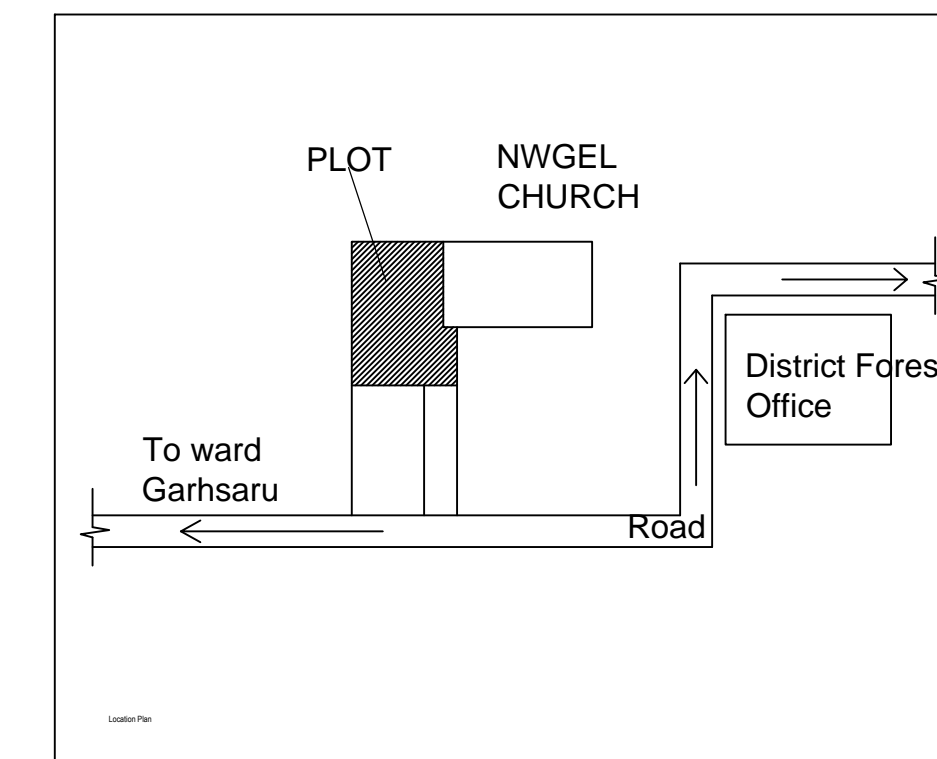 PLOT
NWGEL
CHURCH
District Fores
Office
To ward
Garhsaru
Road
Location Plan